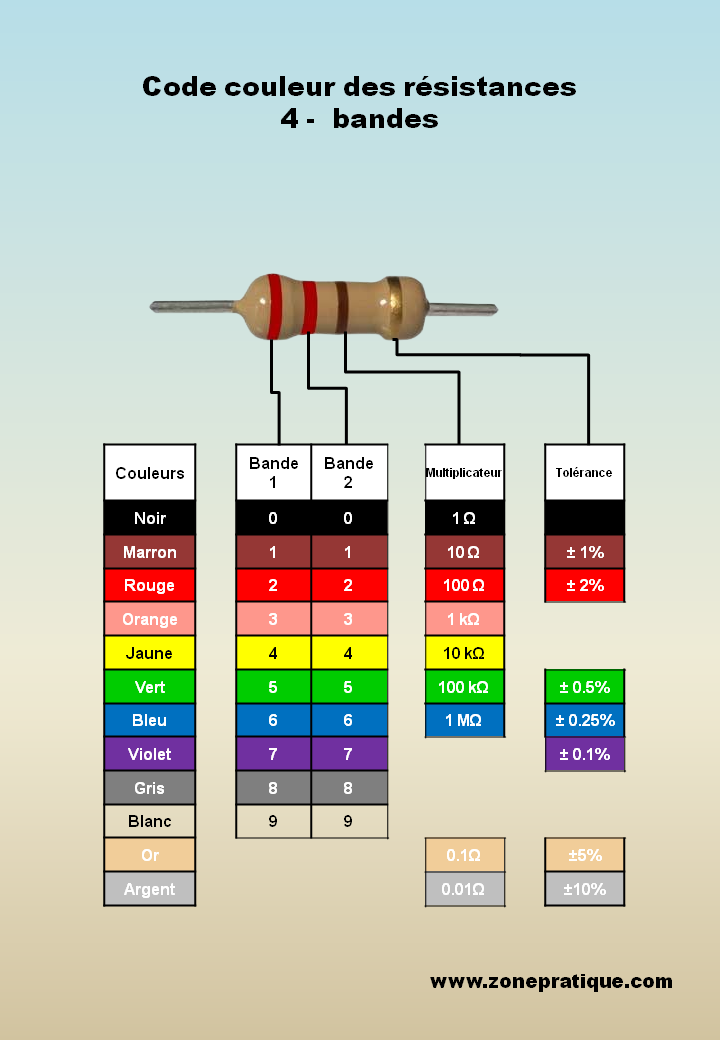 Code couleur des résistances
4 - bandes
Couleurs
Bande
1
Bande
2
Multiplicateur
Tolérance
Noir 0 0 1 Ω
Marron 1 1 10 Ω ± 1%
Rouge 2 2 100 Ω ± 2%
Orange 3 3 1 kΩ
Jaune 4 4 10 kΩ
Vert 5 5 100 kΩ ± 0.5%
Bleu 6 6 1 MΩ ± 0.25%
Violet 7 7 ± 0.1%
Gris 8 8
Blanc 9 9
Or 0.1Ω ±5%
Argent 0.01Ω ±10%
www.zonepratique.com